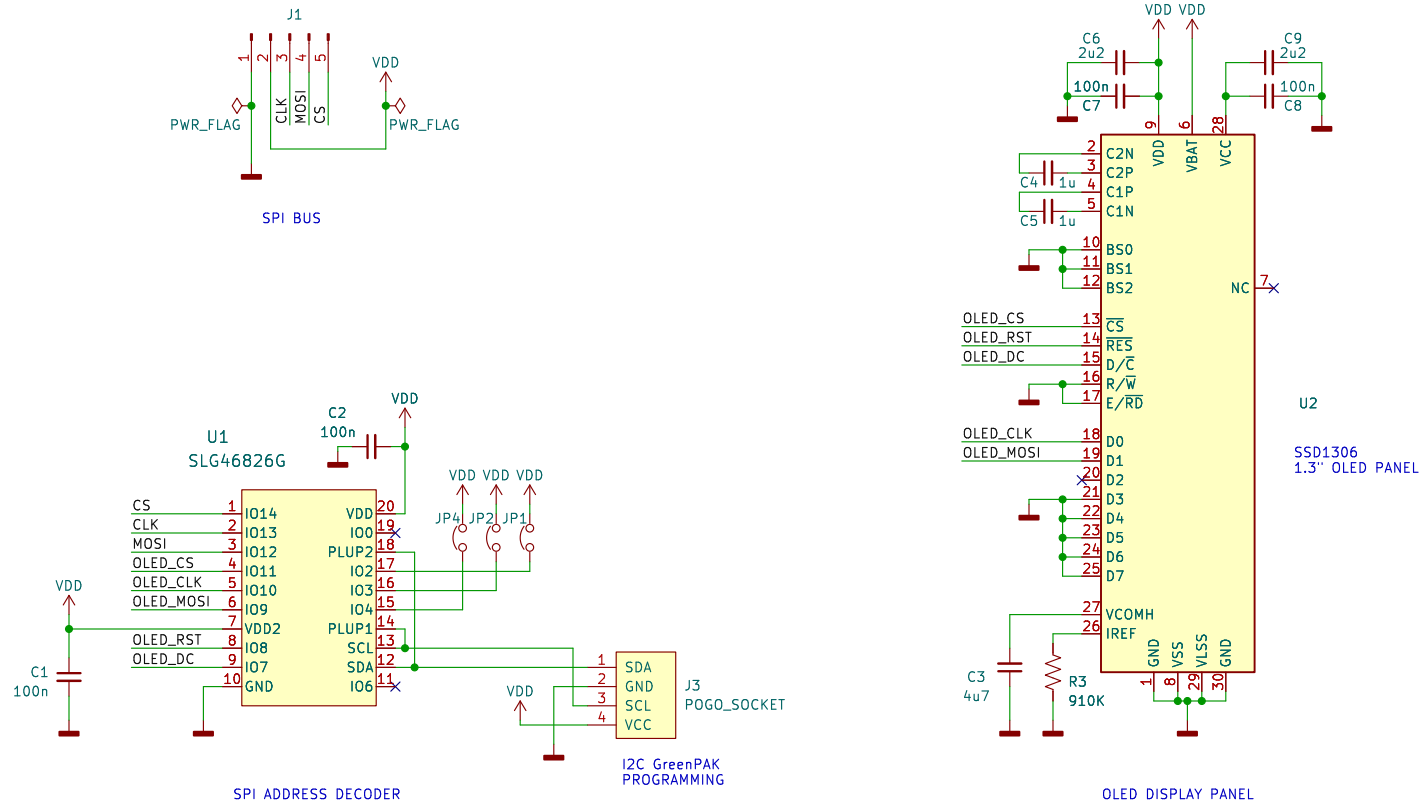 J1
1
2
3
4
5
CLK
MOSI
CS
VDD
PWR_FLAG
PWR_FLAG
SPI BUS
U1
SLG46826G
C2
100n
VDD
CS
CLK
MOSI
OLED_CS
OLED_CLK
OLED_MOSI
OLED_RST
OLED_DC
1 IO14
2 IO13
3 IO12
4 IO11
5 IO10
6 IO9
7 VDD2
8 IO8
9 IO7
10 GND
VDD 20
IO0 19
PLUP2 18
IO2 17
IO3 16
IO4 15
PLUP1 14
SCL 13
SDA 12
IO6 11
VDD
C1
100n
VDD VDD VDD
JP4 JP2 JP1
VDD
1 SDA
2 GND
3 SCL
4 VCC
J3
POGO_SOCKET
I2C GreenPAK
PROGRAMMING
SPI ADDRESS DECODER
VDD VDD
C6
2u2
100n
C7
C9
2u2
100n
C8
9 VDD
6 VBAT
28 VCC
2 C2N
3 C2P
4 C1P
5 C1N
C4 1u
C5 1u
10 BS0
11 BS1
12 BS2
NC 7
OLED_CS 13 CS
OLED_RST 14 RES
OLED_DC 15 D/C
16 R/W
17 E/RD
OLED_CLK 18 D0
OLED_MOSI 19 D1
20 D2
21 D3
22 D4
23 D5
24 D6
25 D7
27 VCOMH
26 IREF
GND 1
VSS 8
VLSS 29
GND 30
C3
4u7
R3
910K
U2
SSD1306
1.3" OLED PANEL
OLED DISPLAY PANEL